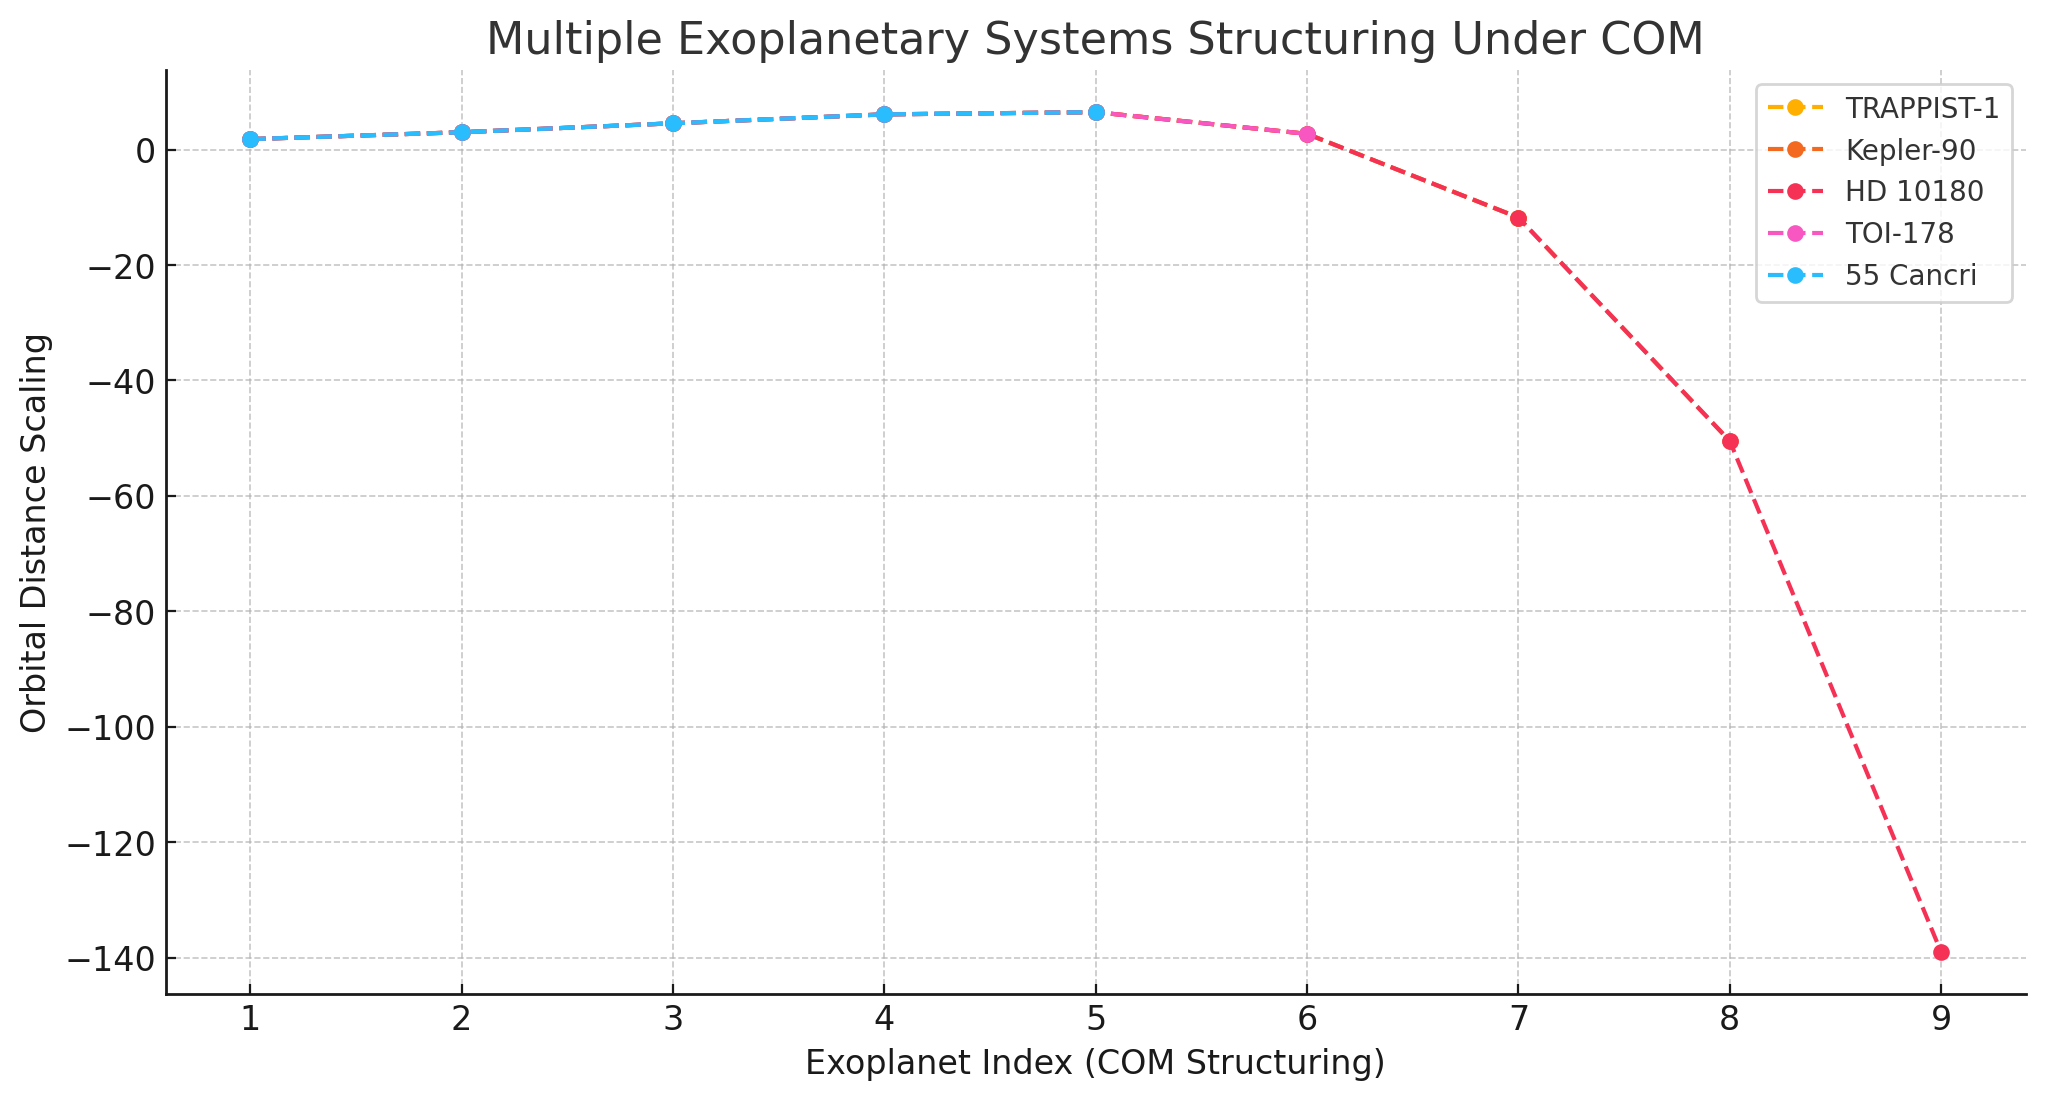 Multiple Exoplanetary Systems Structuring Under COM
TRAPPIST-1
Kepler-90
HD 10180
TOI-178
55 Cancri
Orbital Distance Scaling
0
−20
−40
−60
−80
−100
−120
−140
1 2 3 4 5 6 7 8 9
Exoplanet Index (COM Structuring)